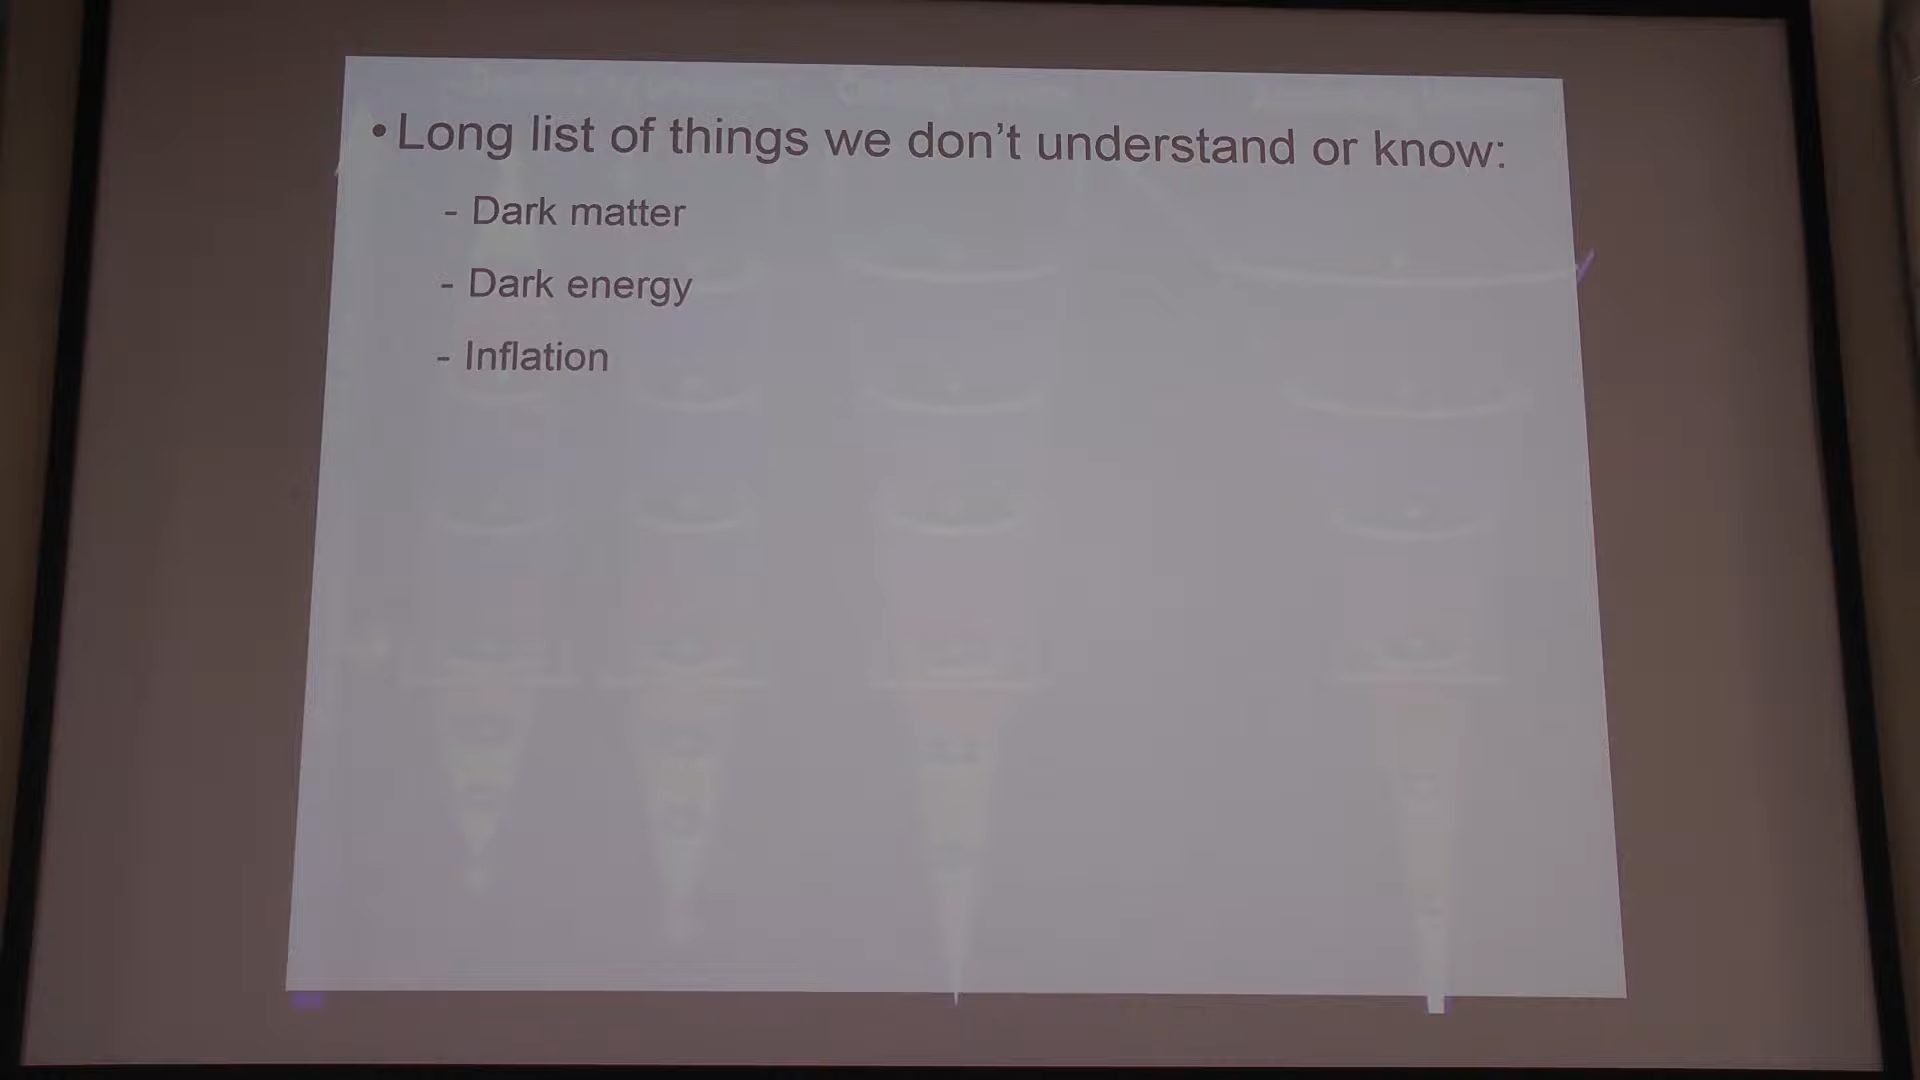 • Long list of things we don't understand or know:
- Dark matter
- Dark energy
- Inflation